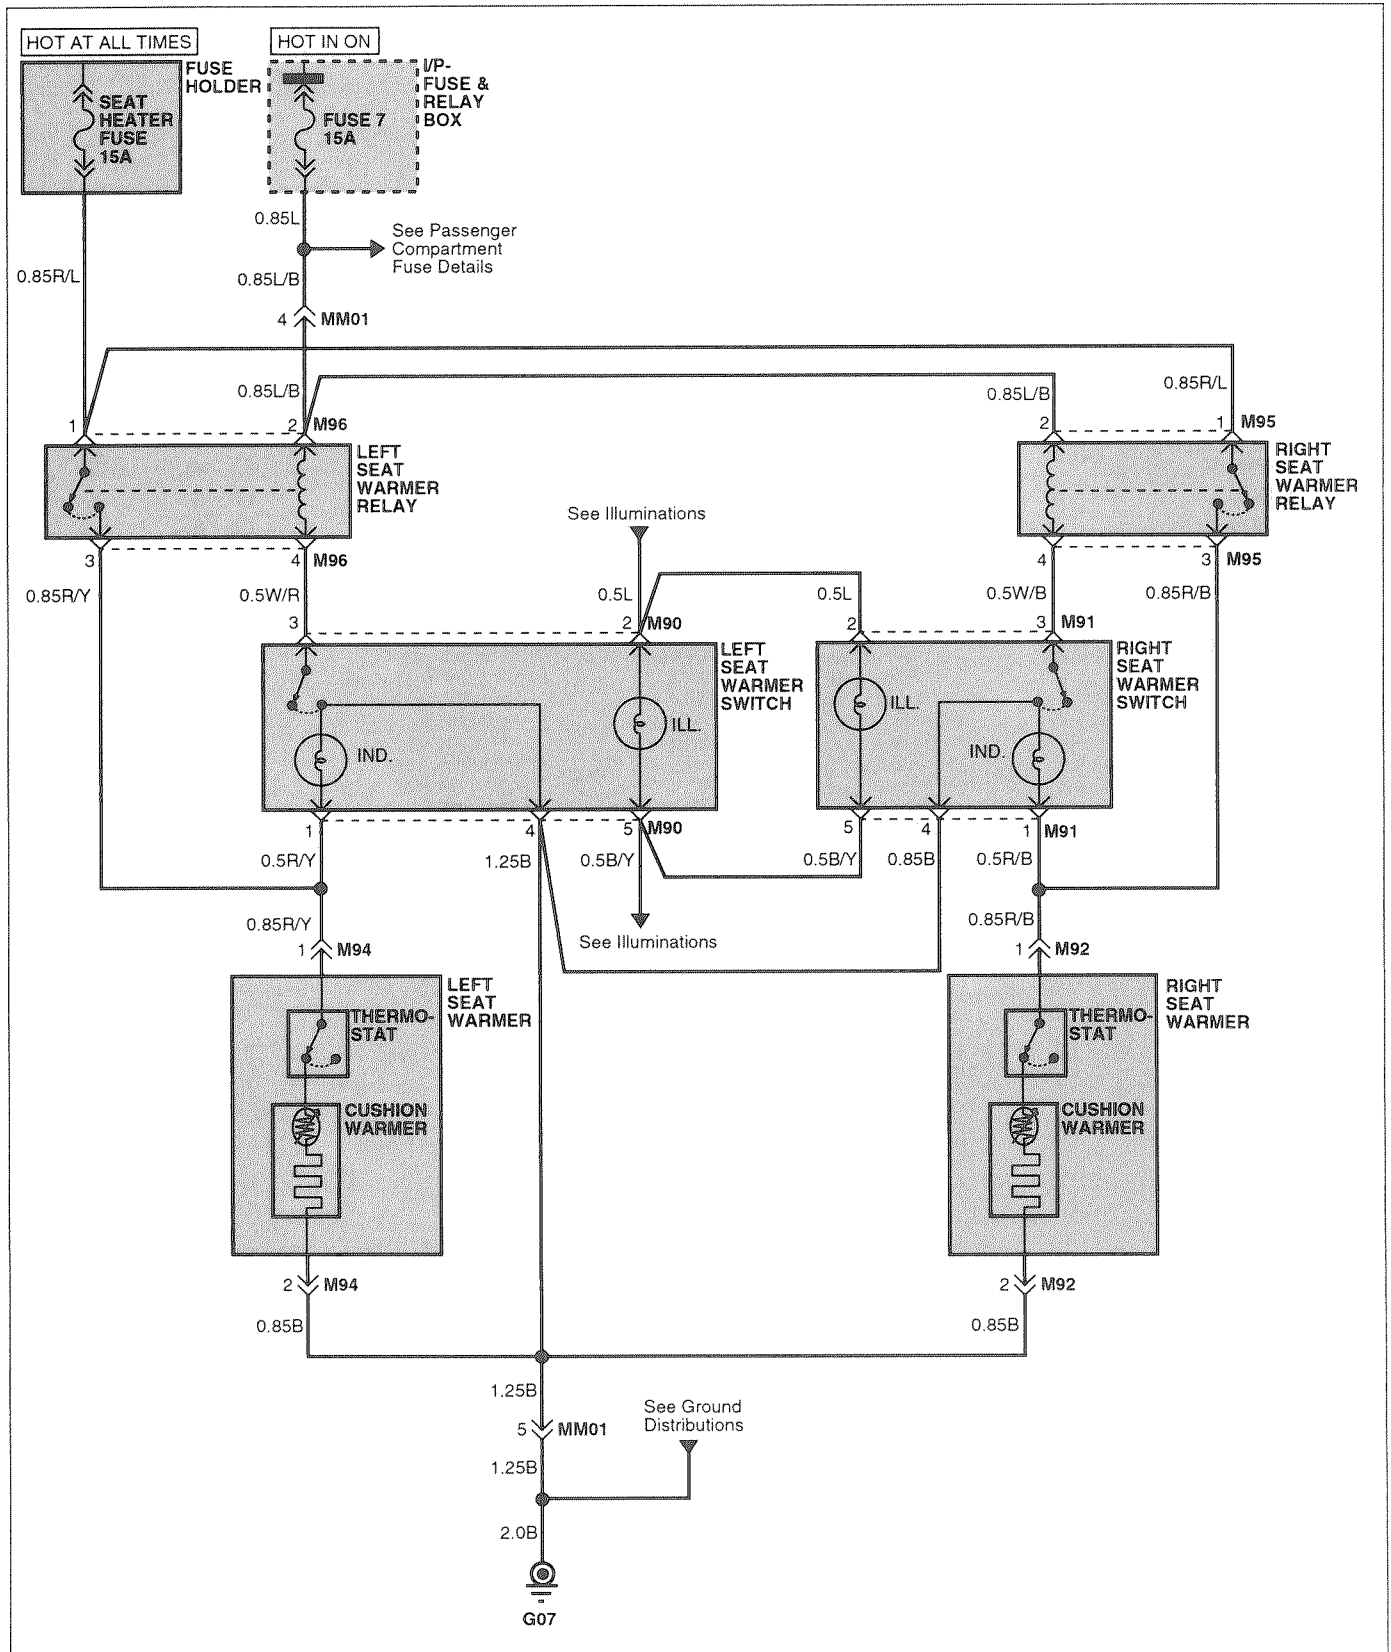 HOT AT ALL TIMES
HOT IN ON
FUSE
HOLDER
SEAT
HEATER
FUSE
15A
I/P-
FUSE &
RELAY
BOX
FUSE 7
15A
0.85L
See Passenger
Compartment
Fuse Details
0.85R/L
0.85L/B
4
MM01
0.85L/B
0.85L/B
0.85R/L
1
2
M96
2
1
M95
LEFT
SEAT
WARMER
RELAY
RIGHT
SEAT
WARMER
RELAY
See Illuminations
3
4
M96
4
3
M95
0.85R/Y
0.5W/R
0.5L
0.5L
0.5W/B
0.85R/B
3
2
M90
2
3
M91
LEFT
SEAT
WARMER
SWITCH
RIGHT
SEAT
WARMER
SWITCH
IND.
ILL.
ILL.
IND.
1
4
5
M90
5
4
1
M91
0.5R/Y
1.25B
0.5B/Y
0.5B/Y
0.85B
0.5R/B
0.85R/Y
0.85R/B
See Illuminations
1
M94
1
M92
LEFT
SEAT
WARMER
RIGHT
SEAT
WARMER
THERMO-
STAT
THERMO-
STAT
CUSHION
WARMER
CUSHION
WARMER
2
M94
2
M92
0.85B
0.85B
1.25B
See Ground
Distributions
5
MM01
1.25B
2.0B
G07